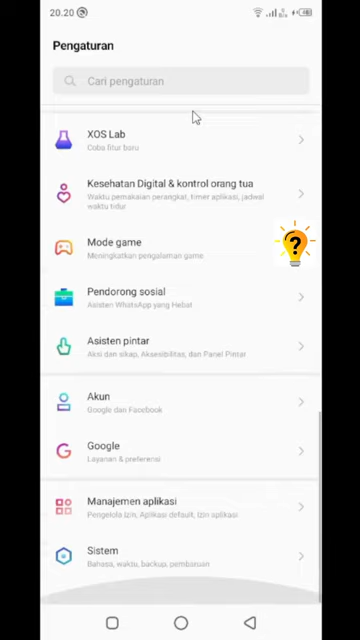 20.20
Pengaturan
Cari pengaturan
XOS Lab
Coba fitur baru
Kesehatan Digital & kontrol orang tua
Waktu pemakaian perangkat, timer aplikasi, jadwal
waktu tidur
Mode game
Meningkatkan pengalaman game
Pendorong sosial
Asisten WhatsApp yang Hebat
Asisten pintar
Aksi dan sikap, Aksesibilitas, dan Panel Pintar
Akun
Google dan Facebook
Google
Layanan & preferensi
Manajemen aplikasi
Pengelola Izin, Aplikasi default, Izin aplikasi
Sistem
Bahasa, waktu, backup, pembaruan